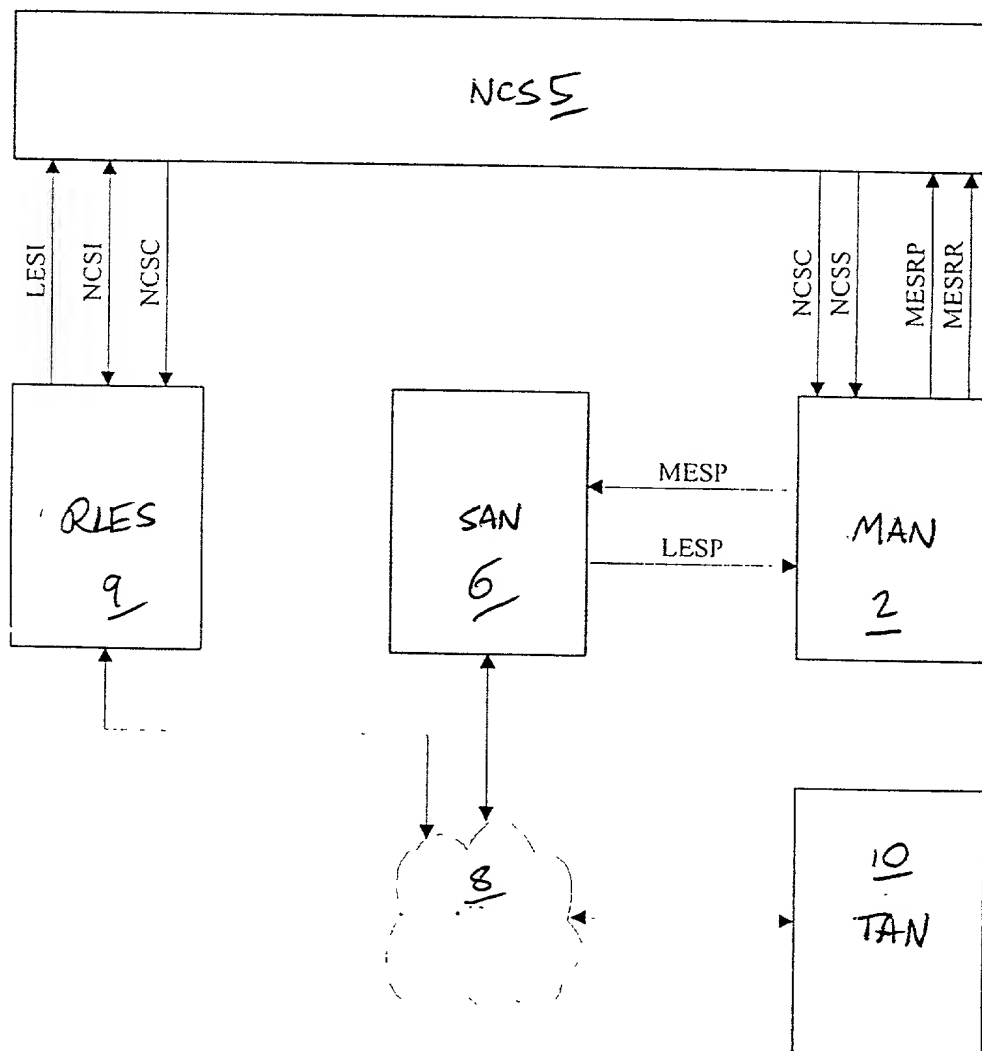 NCS 5
LESI
NCSI
NCSC
NCSC
NCSS
MESRP
MESRR
RLES
9
SAN
6
MESP
LESP
MAN
2
8
10
TAN